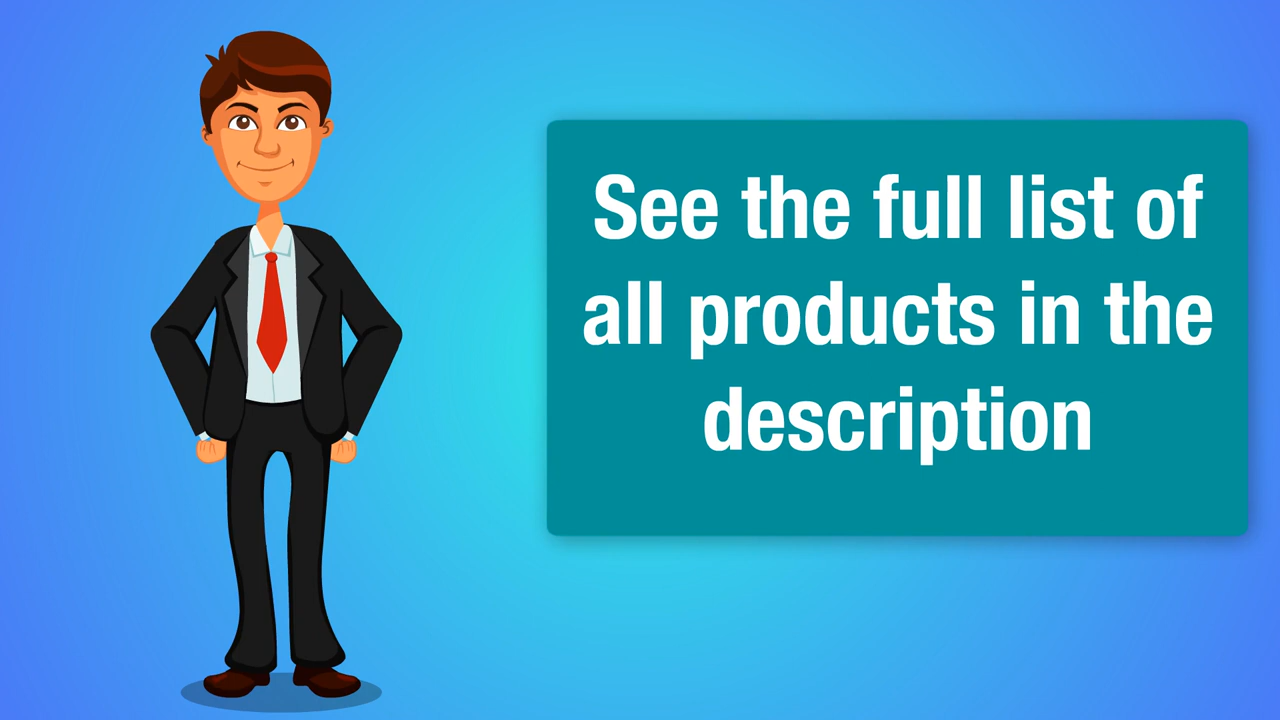 See the full list of
all products in the
description